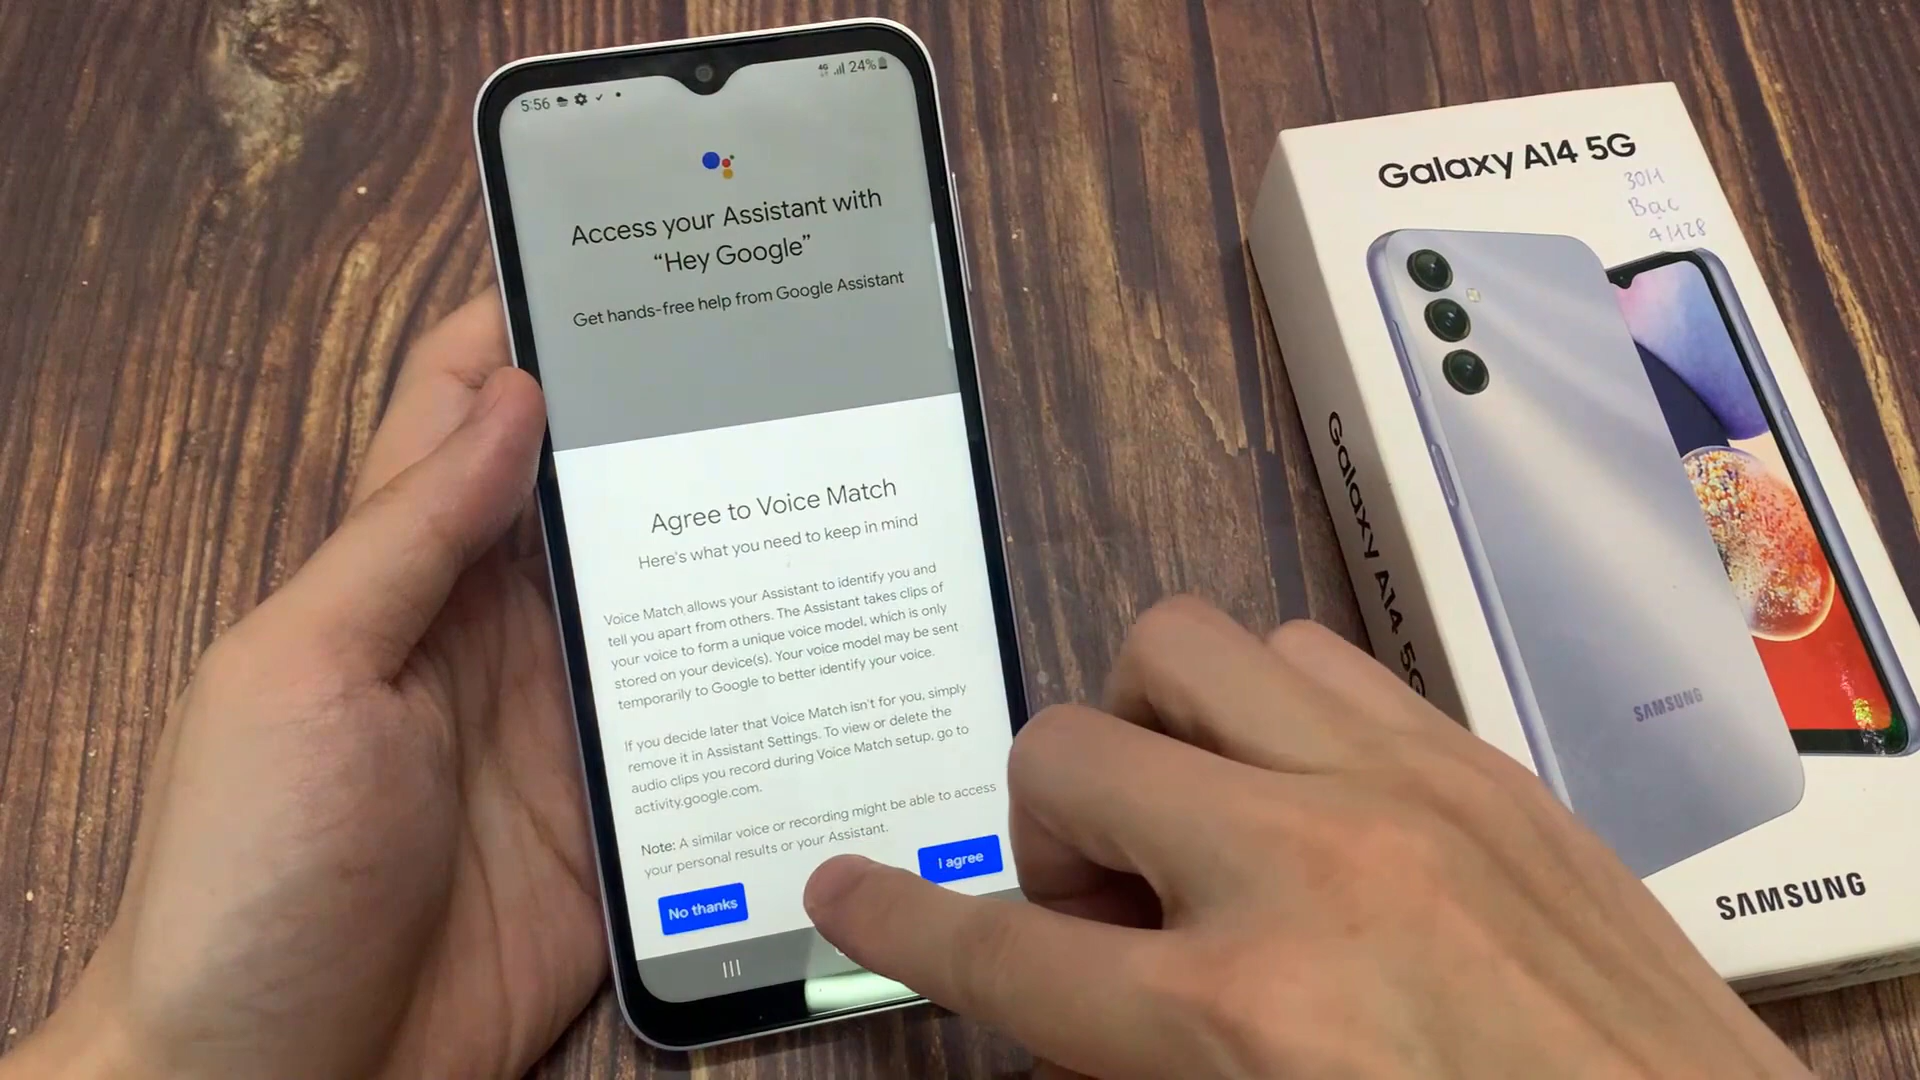 5:56
4G 24%
Access your Assistant with
“Hey Google”
Get hands-free help from Google Assistant
Agree to Voice Match
Here's what you need to keep in mind
Voice Match allows your Assistant to identify you and
tell you apart from others. The Assistant takes clips of
your voice to form a unique voice model, which is only
stored on your device(s). Your voice model may be sent
temporarily to Google to better identify your voice.
If you decide later that Voice Match isn't for you, simply
remove it in Assistant Settings. To view or delete the
audio clips you record during Voice Match setup, go to
activity.google.com.
Note: A similar voice or recording might be able to access
your personal results or your Assistant.
No thanks
I agree
Galaxy A14 5G
Bạc
Galaxy A14 5G
SAMSUNG
SAMSUNG